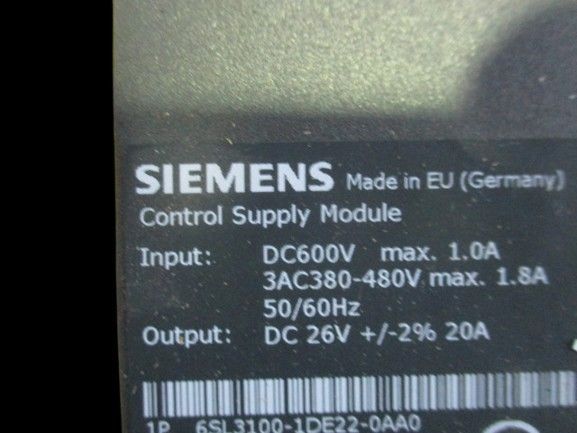 SIEMENS Made in EU (Germany)
Control Supply Module
Input: DC600V max. 1.0A
3AC380-480V max. 1.8A
50/60Hz
Output: DC 26V +/-2% 20A
1P 6SL3100-1DE22-0AA0